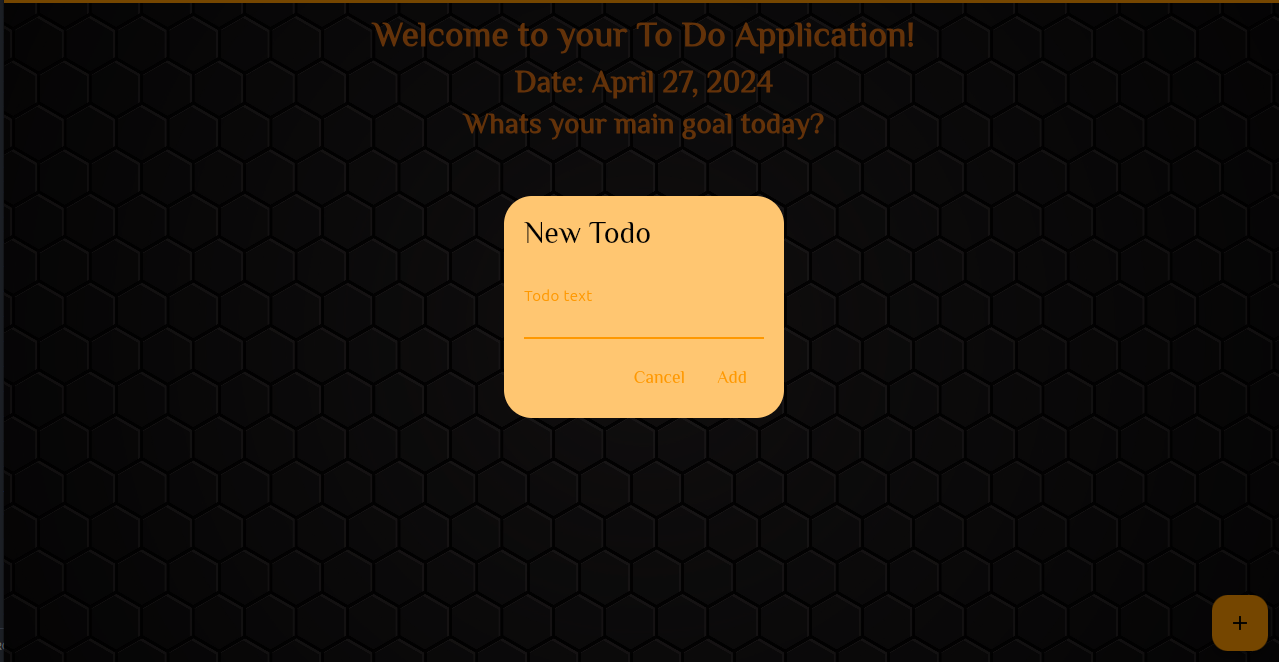 Welcome to your To Do Application!
Date: April 27, 2024
Whats your main goal today?
New Todo
Todo text
Cancel Add
+